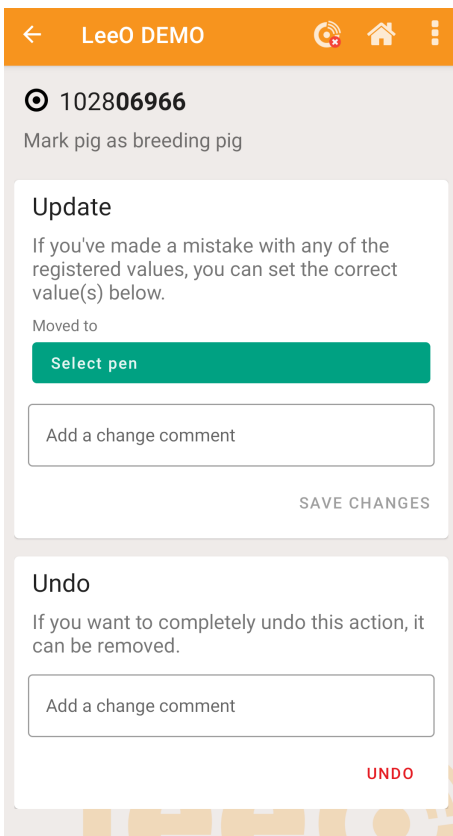 LeeO DEMO
102806966
Mark pig as breeding pig
Update
If you've made a mistake with any of the
registered values, you can set the correct
value(s) below.
Moved to
Select pen
Add a change comment
SAVE CHANGES
Undo
If you want to completely undo this action, it
can be removed.
Add a change comment
UNDO